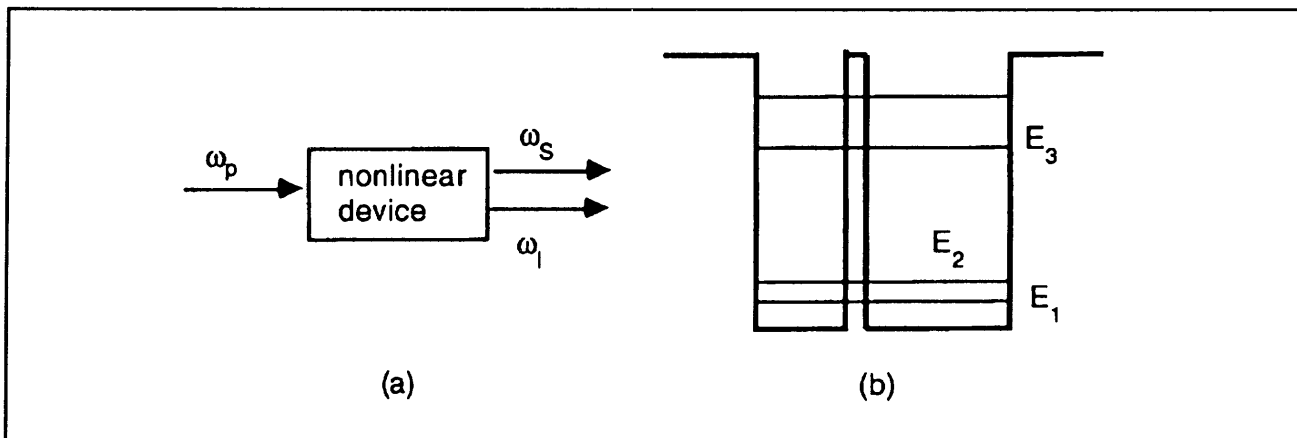 ω_p
nonlinear
device
ω_S
ω_I
(a)
E_3
E_2
E_1
(b)